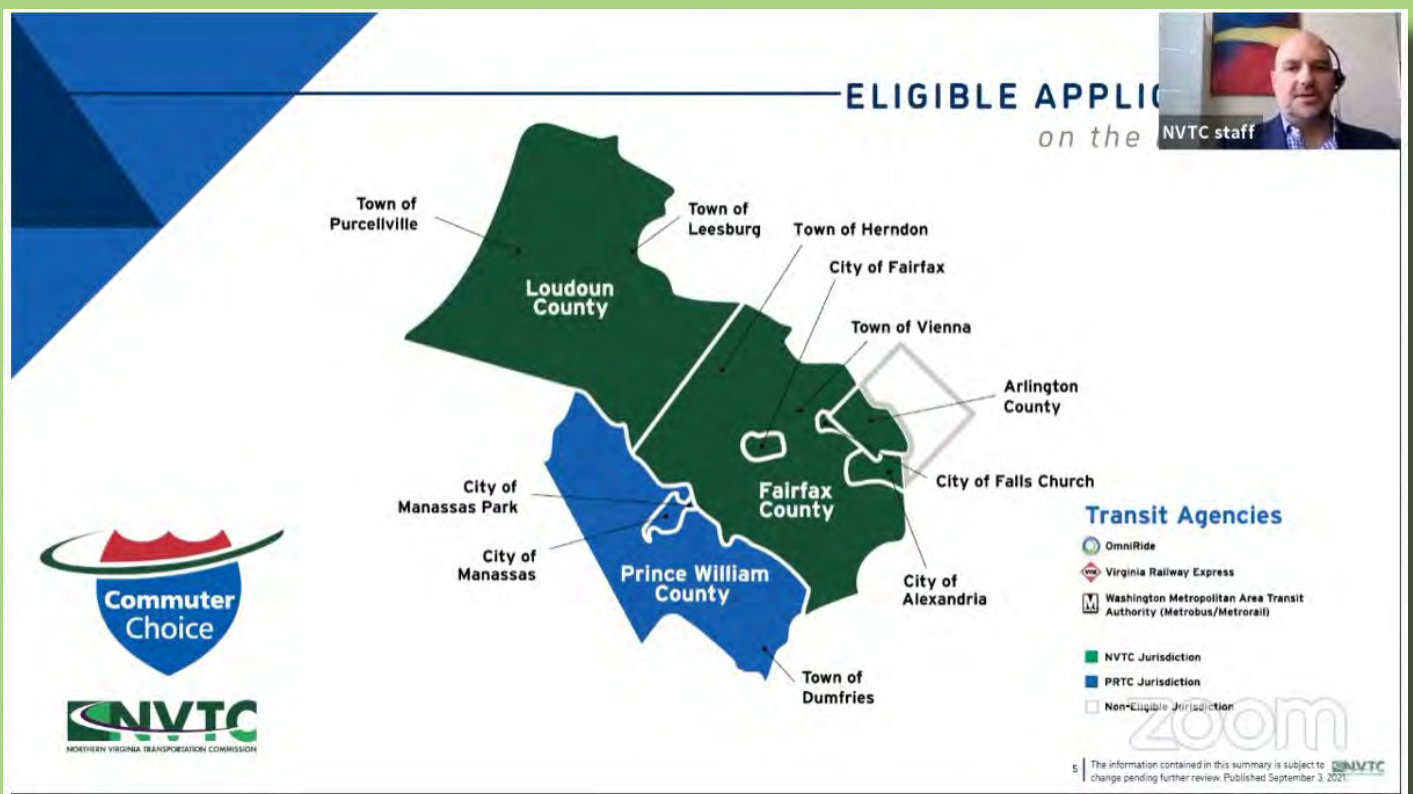 ELIGIBLE APPLIC
on the
NVTC staff
Town of
Purcellville
Town of
Leesburg
Town of Herndon
City of Fairfax
Loudoun
County
Town of Vienna
Arlington
County
City of
Manassas Park
City of Falls Church
Fairfax
County
City of
Manassas
Prince William
County
City of
Alexandria
Town of
Dumfries
Transit Agencies
OmniRide
VRE
Virginia Railway Express
M
Washington Metropolitan Area Transit
Authority (Metrobus/Metrorail)
NVTC Jurisdiction
PRTC Jurisdiction
Non-Eligible Jurisdiction
zoom
Commuter
Choice
NVTC
NORTHERN VIRGINIA TRANSPORTATION COMMISSION
5
The information contained in this summary is subject to
change pending further review. Published September 3, 2021.
NVTC